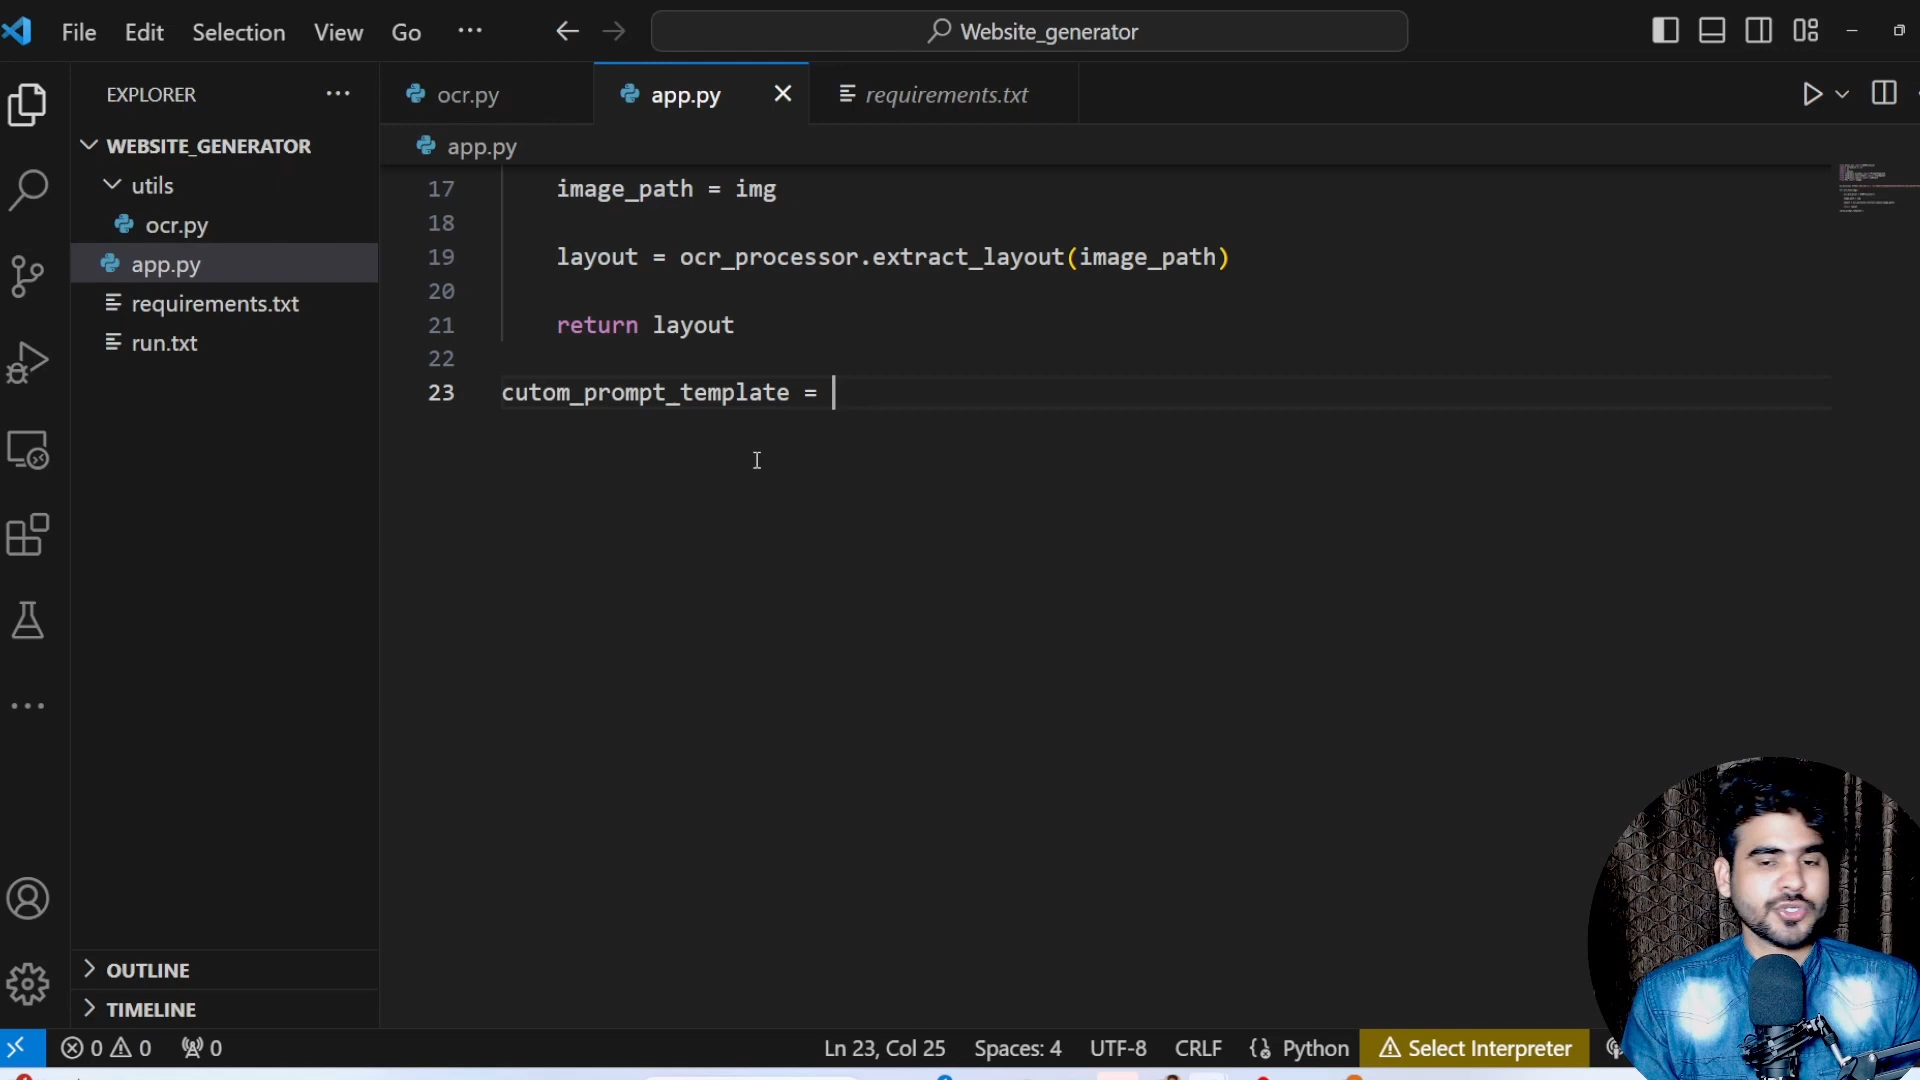 File Edit Selection View Go ··· Website_generator
EXPLORER ···
WEBSITE_GENERATOR
utils
ocr.py
app.py
requirements.txt
run.txt
OUTLINE
TIMELINE
ocr.py app.py requirements.txt
app.py
17 image_path = img
18
19 layout = ocr_processor.extract_layout(image_path)
20
21 return layout
22
23 cutom_prompt_template =
0 0 0 Ln 23, Col 25 Spaces: 4 UTF-8 CRLF Python Select Interpreter